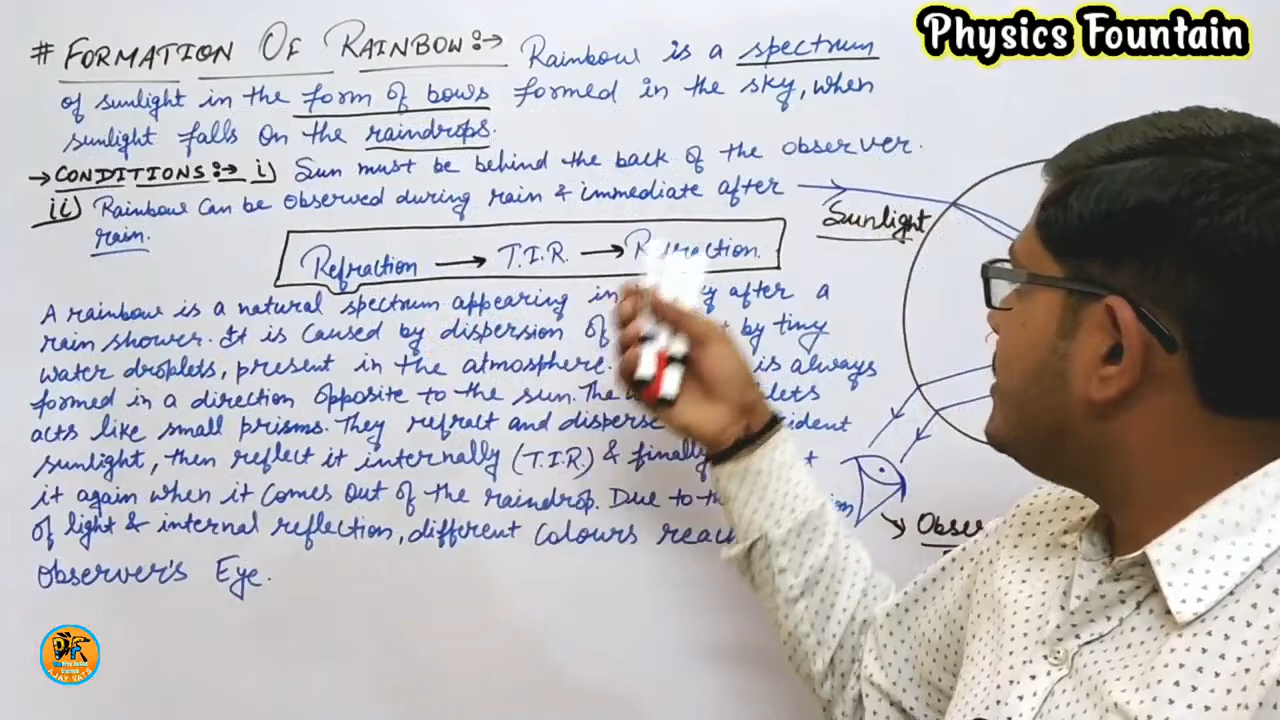 Physics Fountain
# FORMATION OF RAINBOW:→ Rainbow is a spectrum
of sunlight in the form of bows formed in the sky, when
sunlight falls on the raindrops.
→CONDITIONS:→ i) Sun must be behind the back of the observer.
ii) Rainbow can be observed during rain & immediate after
rain.
Sunlight
Refraction → T.I.R. → Refraction.
A rainbow is a natural spectrum appearing in after a
rain shower. It is caused by dispersion of by tiny
water droplets, present in the atmosphere. is always
formed in a direction opposite to the sun. The
acts like small prisms. They refract and disperse
sunlight, then reflect it internally (T.I.R.) & finally
it again when it comes out of the raindrop. Due to
of light & internal reflection, different colours
Observer's Eye.
PF
AJAY VATS